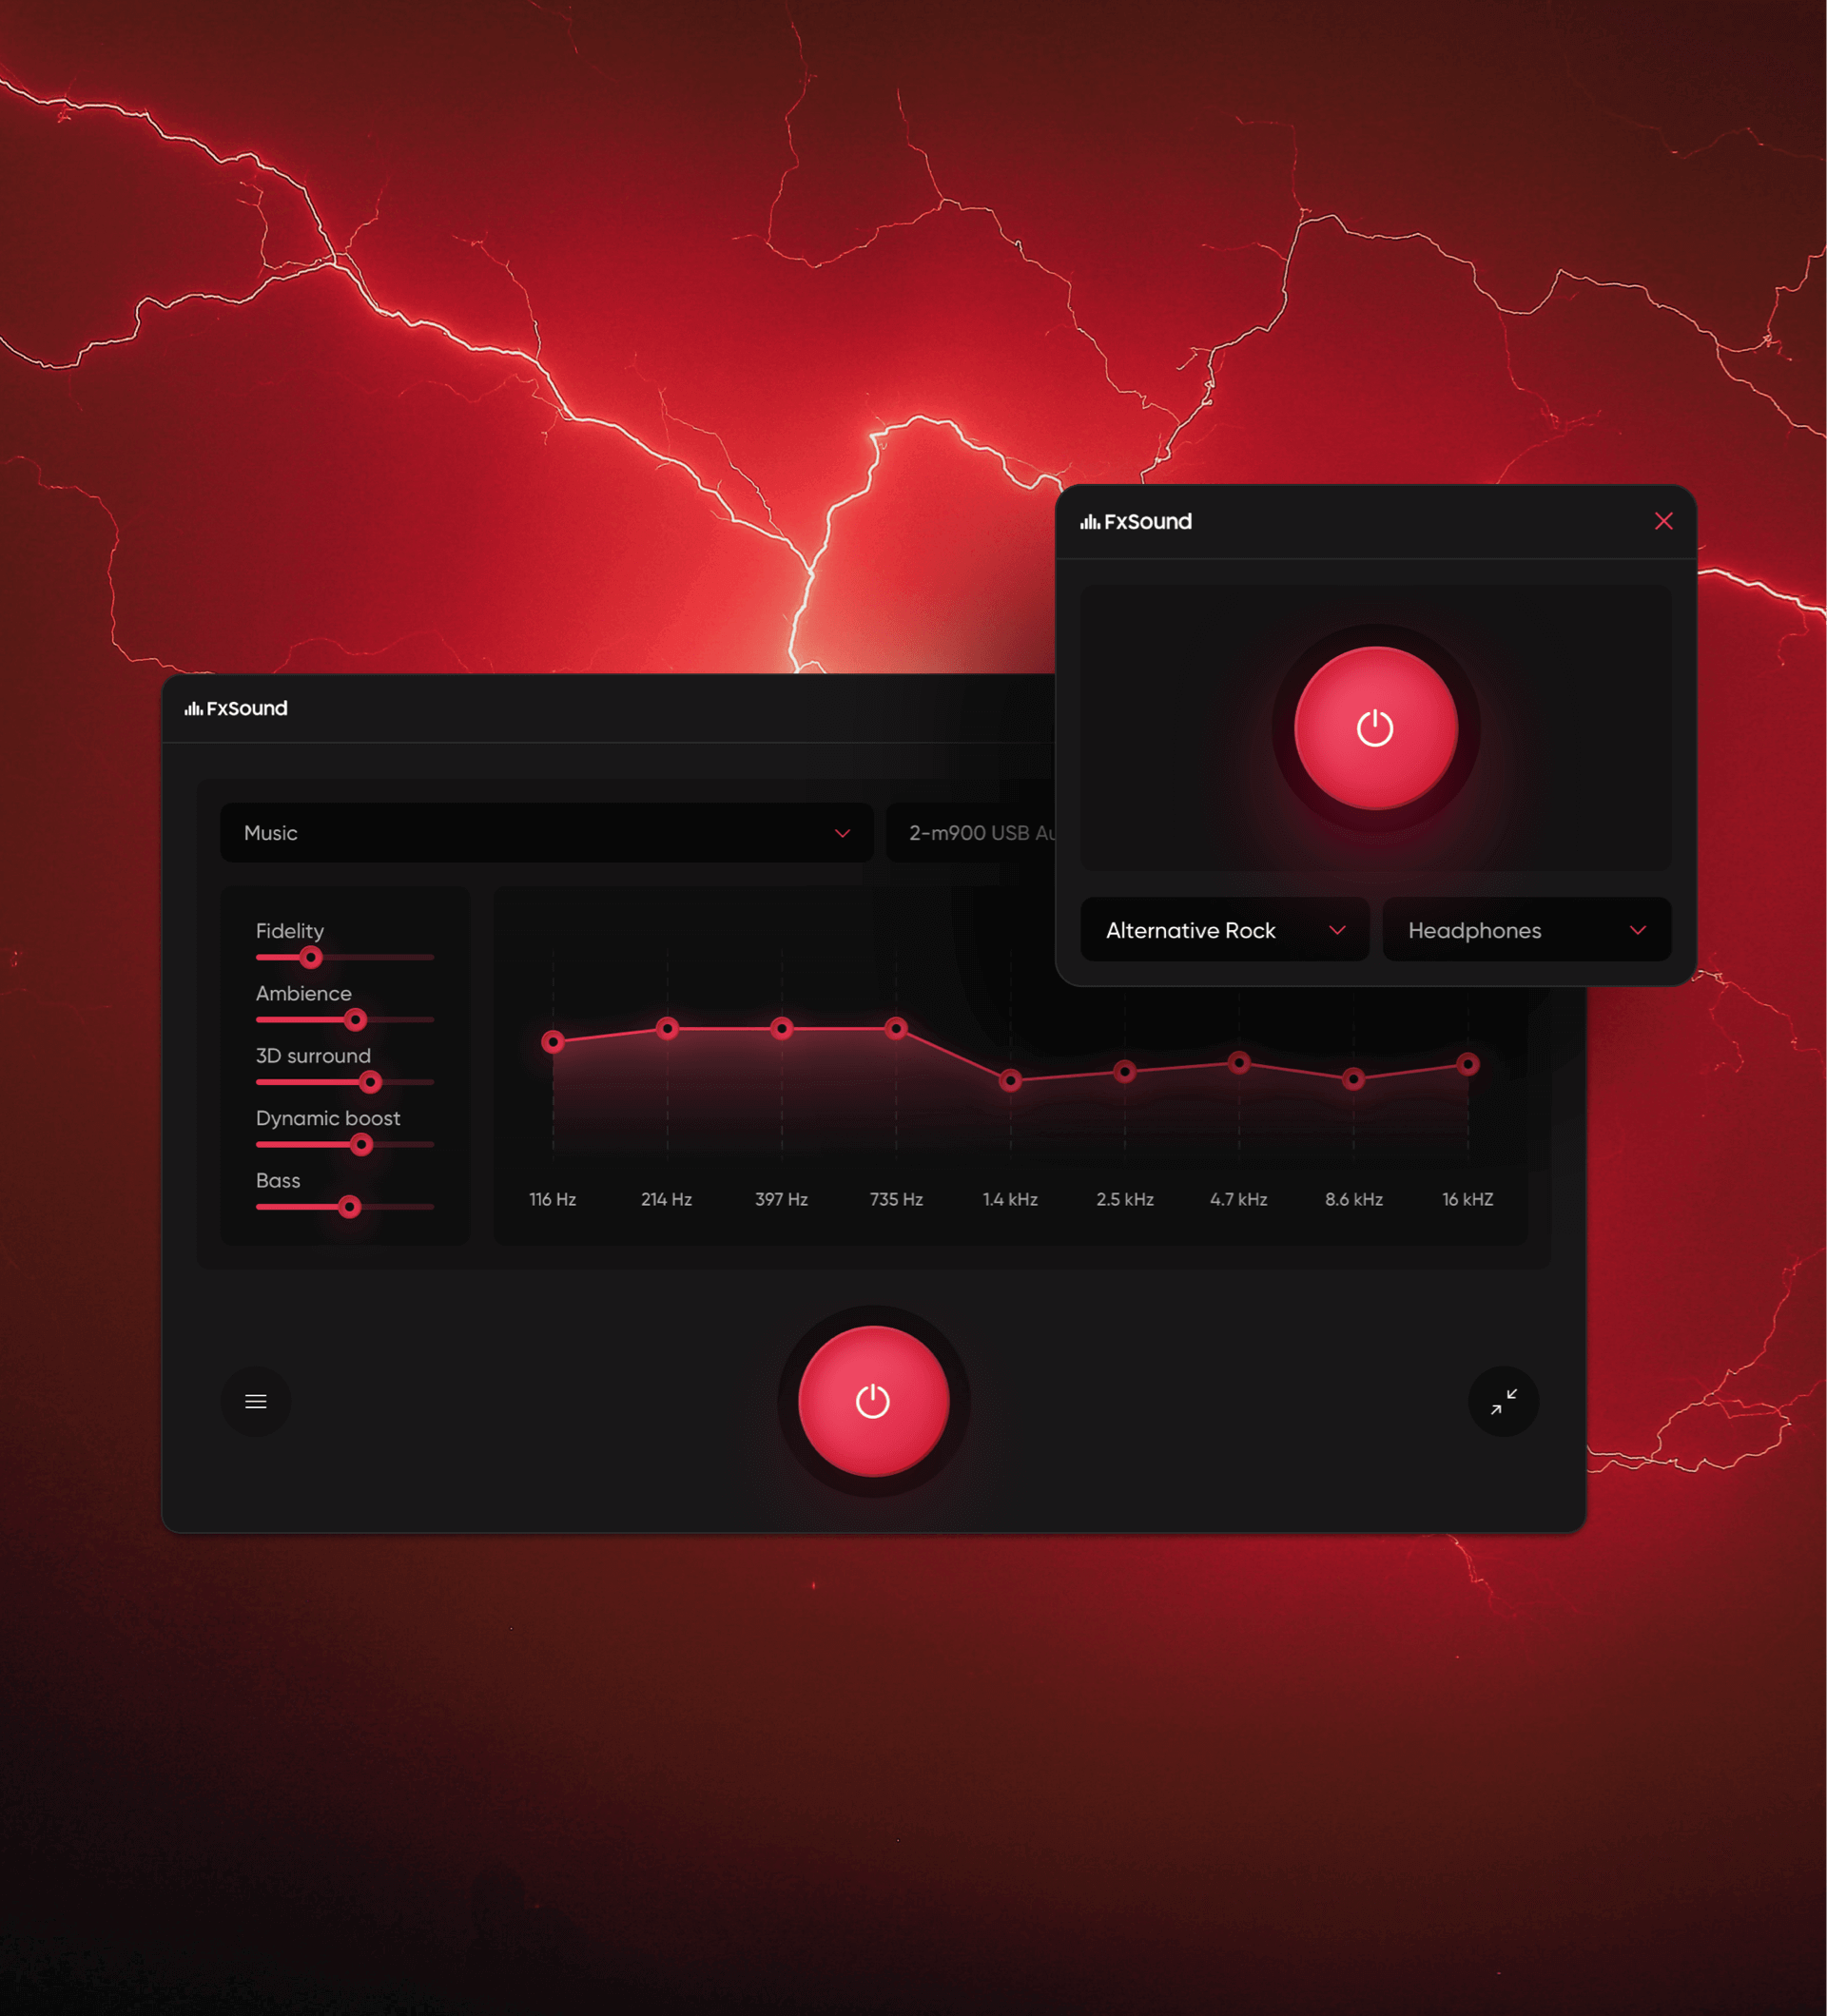 FxSound
Alternative Rock
Headphones
FxSound
Music
2-m900 USB
Fidelity
Ambience
3D surround
Dynamic boost
Bass
116 Hz 214 Hz 397 Hz 735 Hz 1.4 kHz 2.5 kHz 4.7 kHz 8.6 kHz 16 kHZ